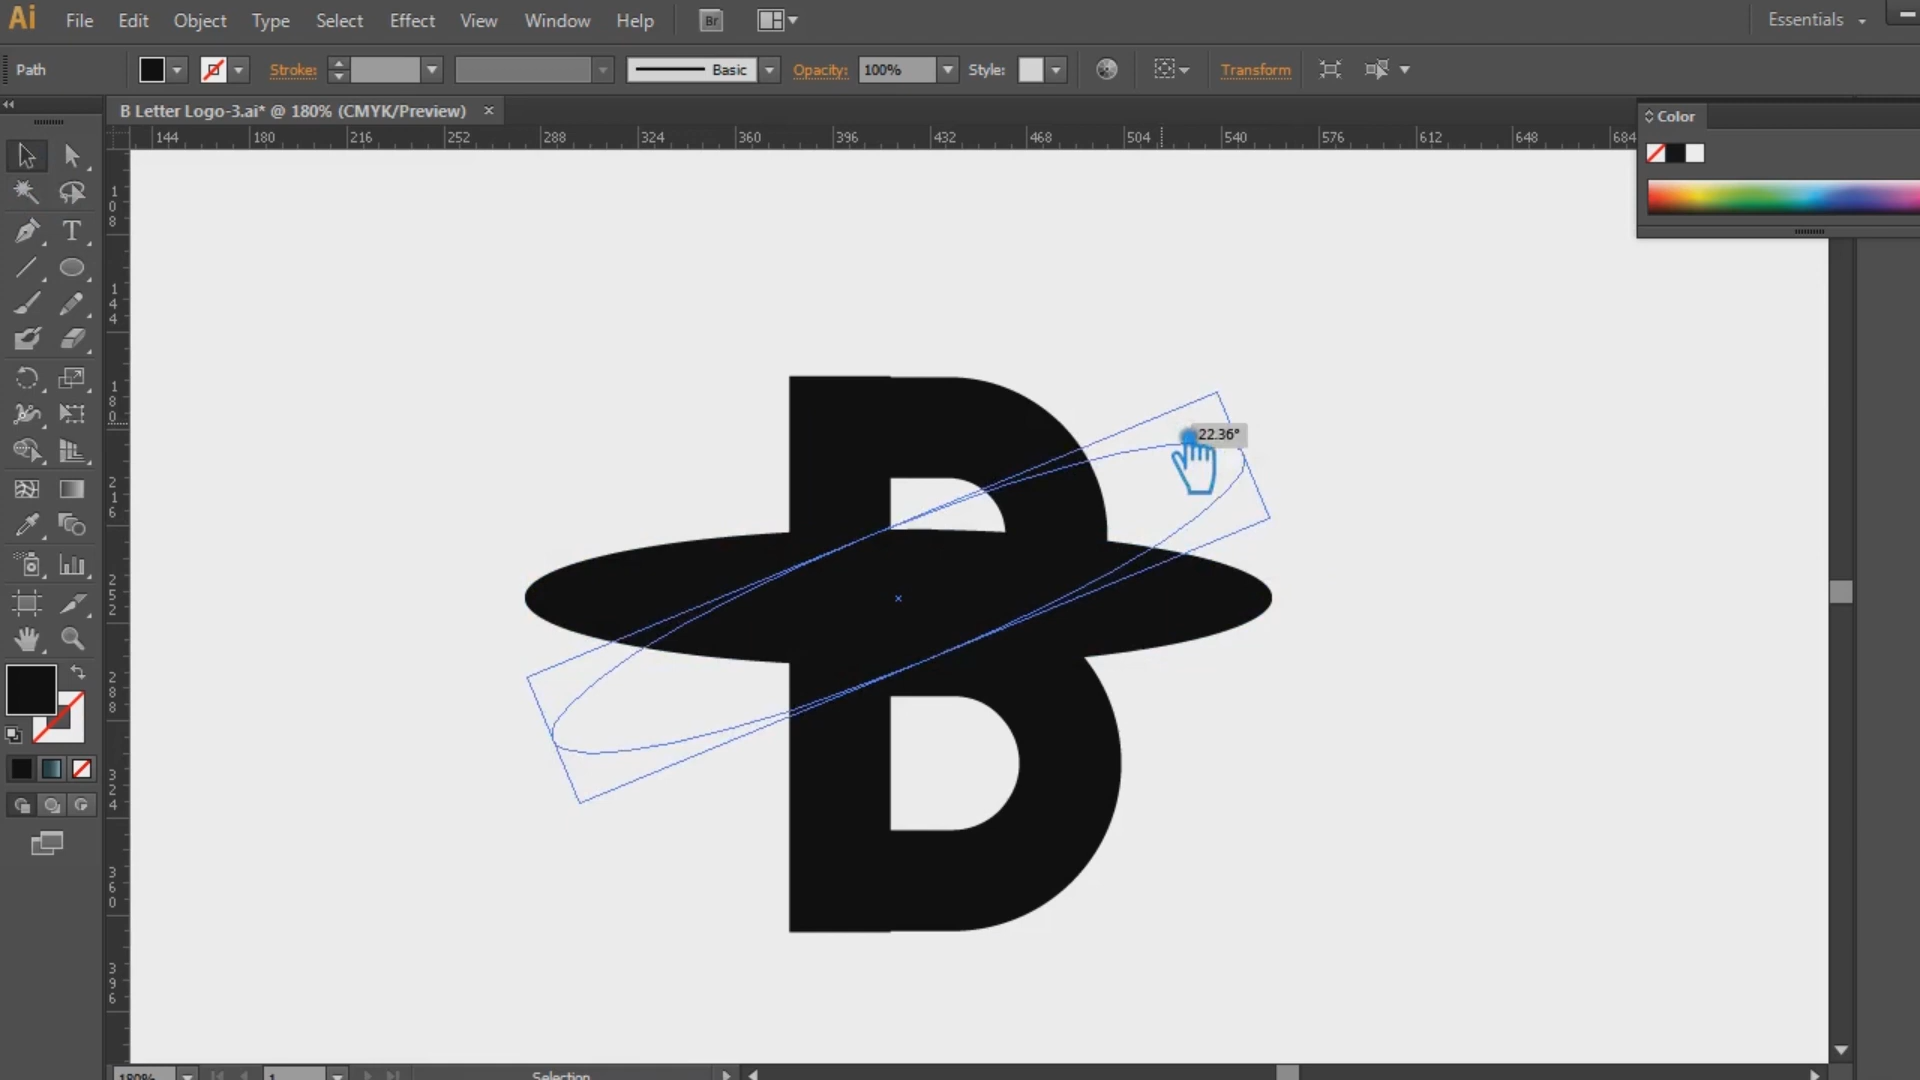 Ai File Edit Object Type Select Effect View Window Help Br Essentials
Path Stroke: Basic Opacity: 100% Style: Transform
B Letter Logo-3.ai* @ 180% (CMYK/Preview) ×
Color
144 180 216 252 288 324 360 396 432 468 504 540 576 612 648 684
108
144
180
216
252
288
324
360
396
22.36°
B
180% 1 Selection